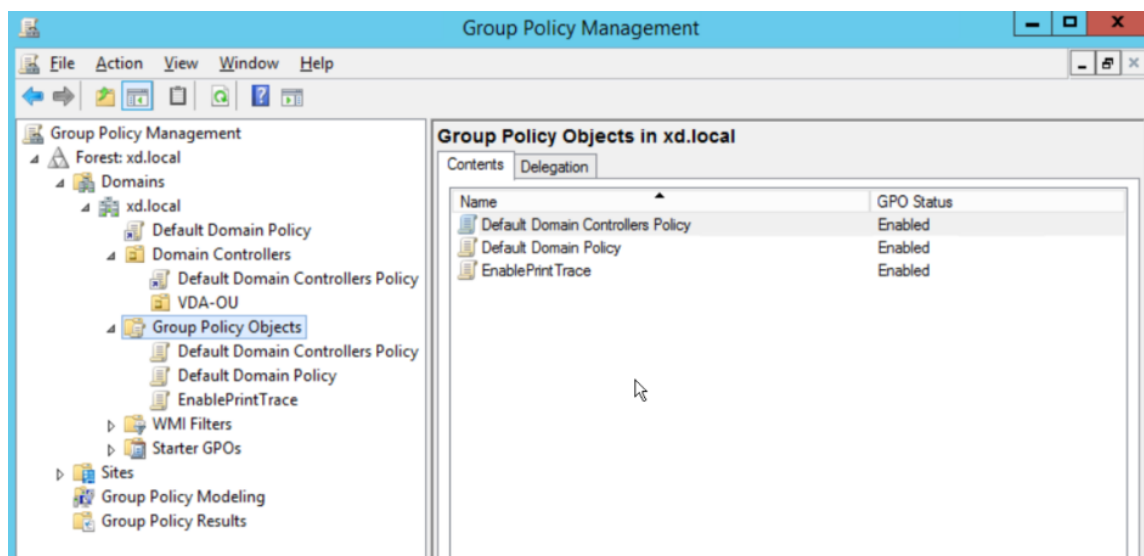 Group Policy Management
File Action View Window Help
Group Policy Management
Forest: xd.local
Domains
xd.local
Default Domain Policy
Domain Controllers
Default Domain Controllers Policy
VDA-OU
Group Policy Objects
Default Domain Controllers Policy
Default Domain Policy
EnablePrintTrace
WMI Filters
Starter GPOs
Sites
Group Policy Modeling
Group Policy Results
Group Policy Objects in xd.local
Contents Delegation
Name GPO Status
Default Domain Controllers Policy Enabled
Default Domain Policy Enabled
EnablePrintTrace Enabled